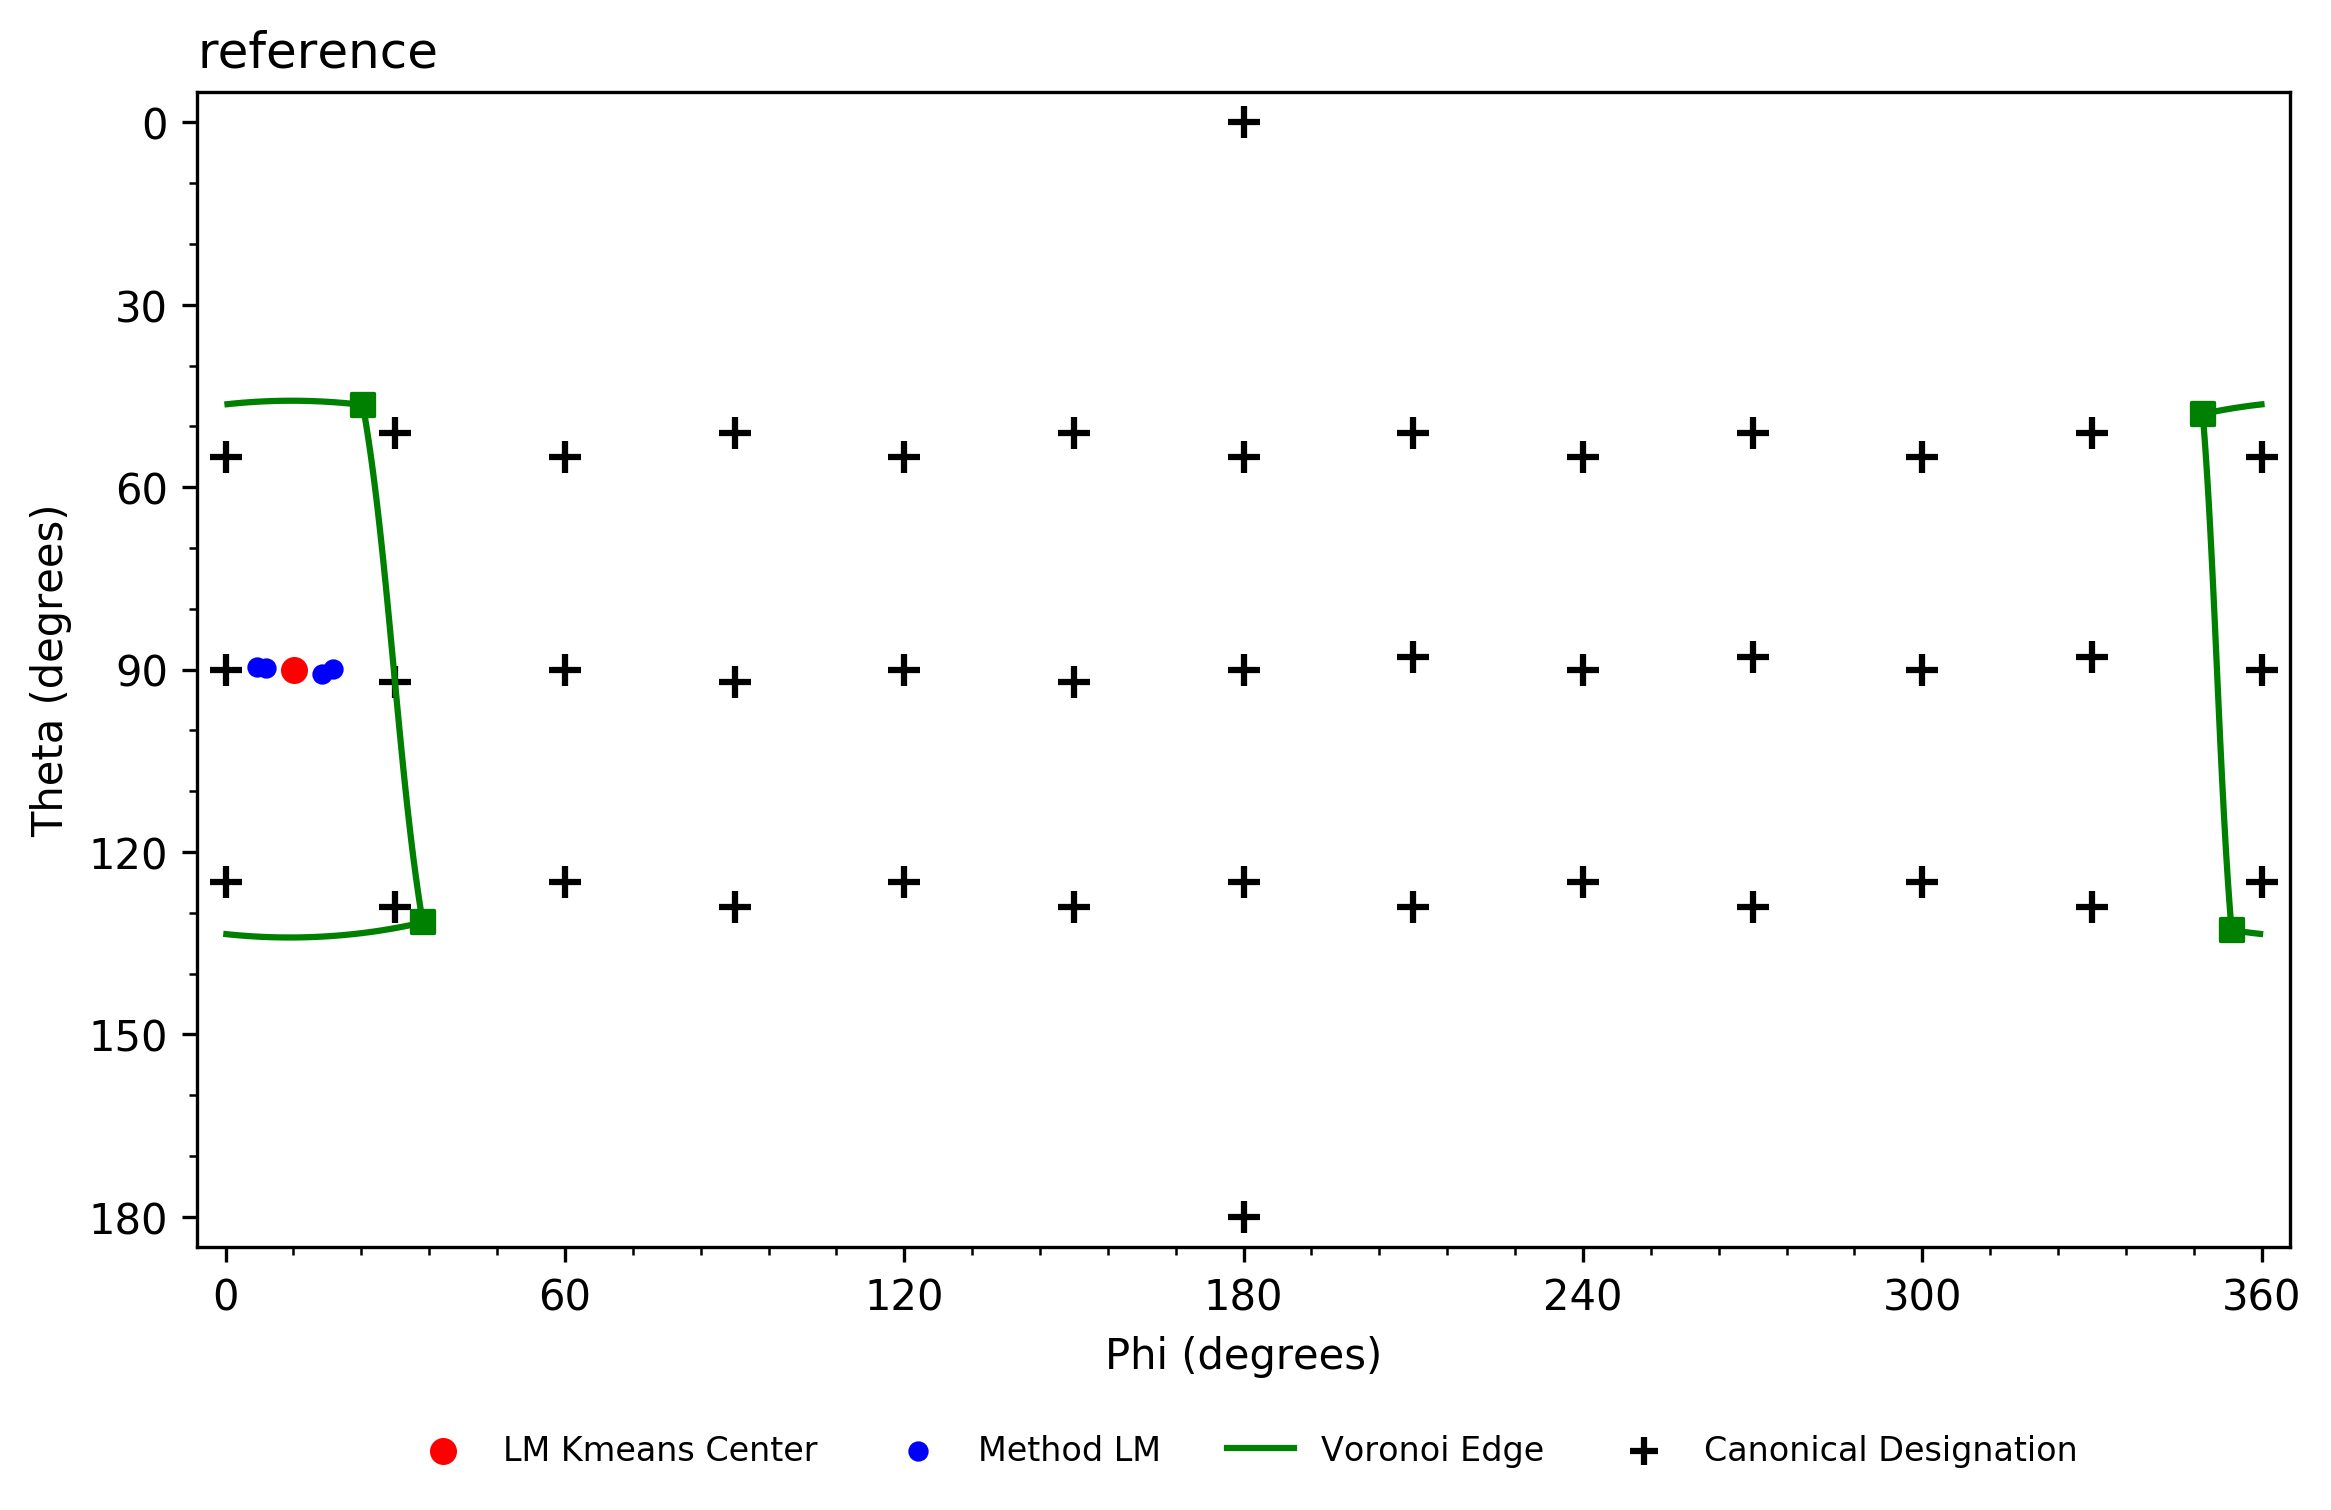 reference
0
30
60
90
120
150
180
Theta (degrees)
0 60 120 180 240 300 360
Phi (degrees)
LM Kmeans Center Method LM Voronoi Edge Canonical Designation